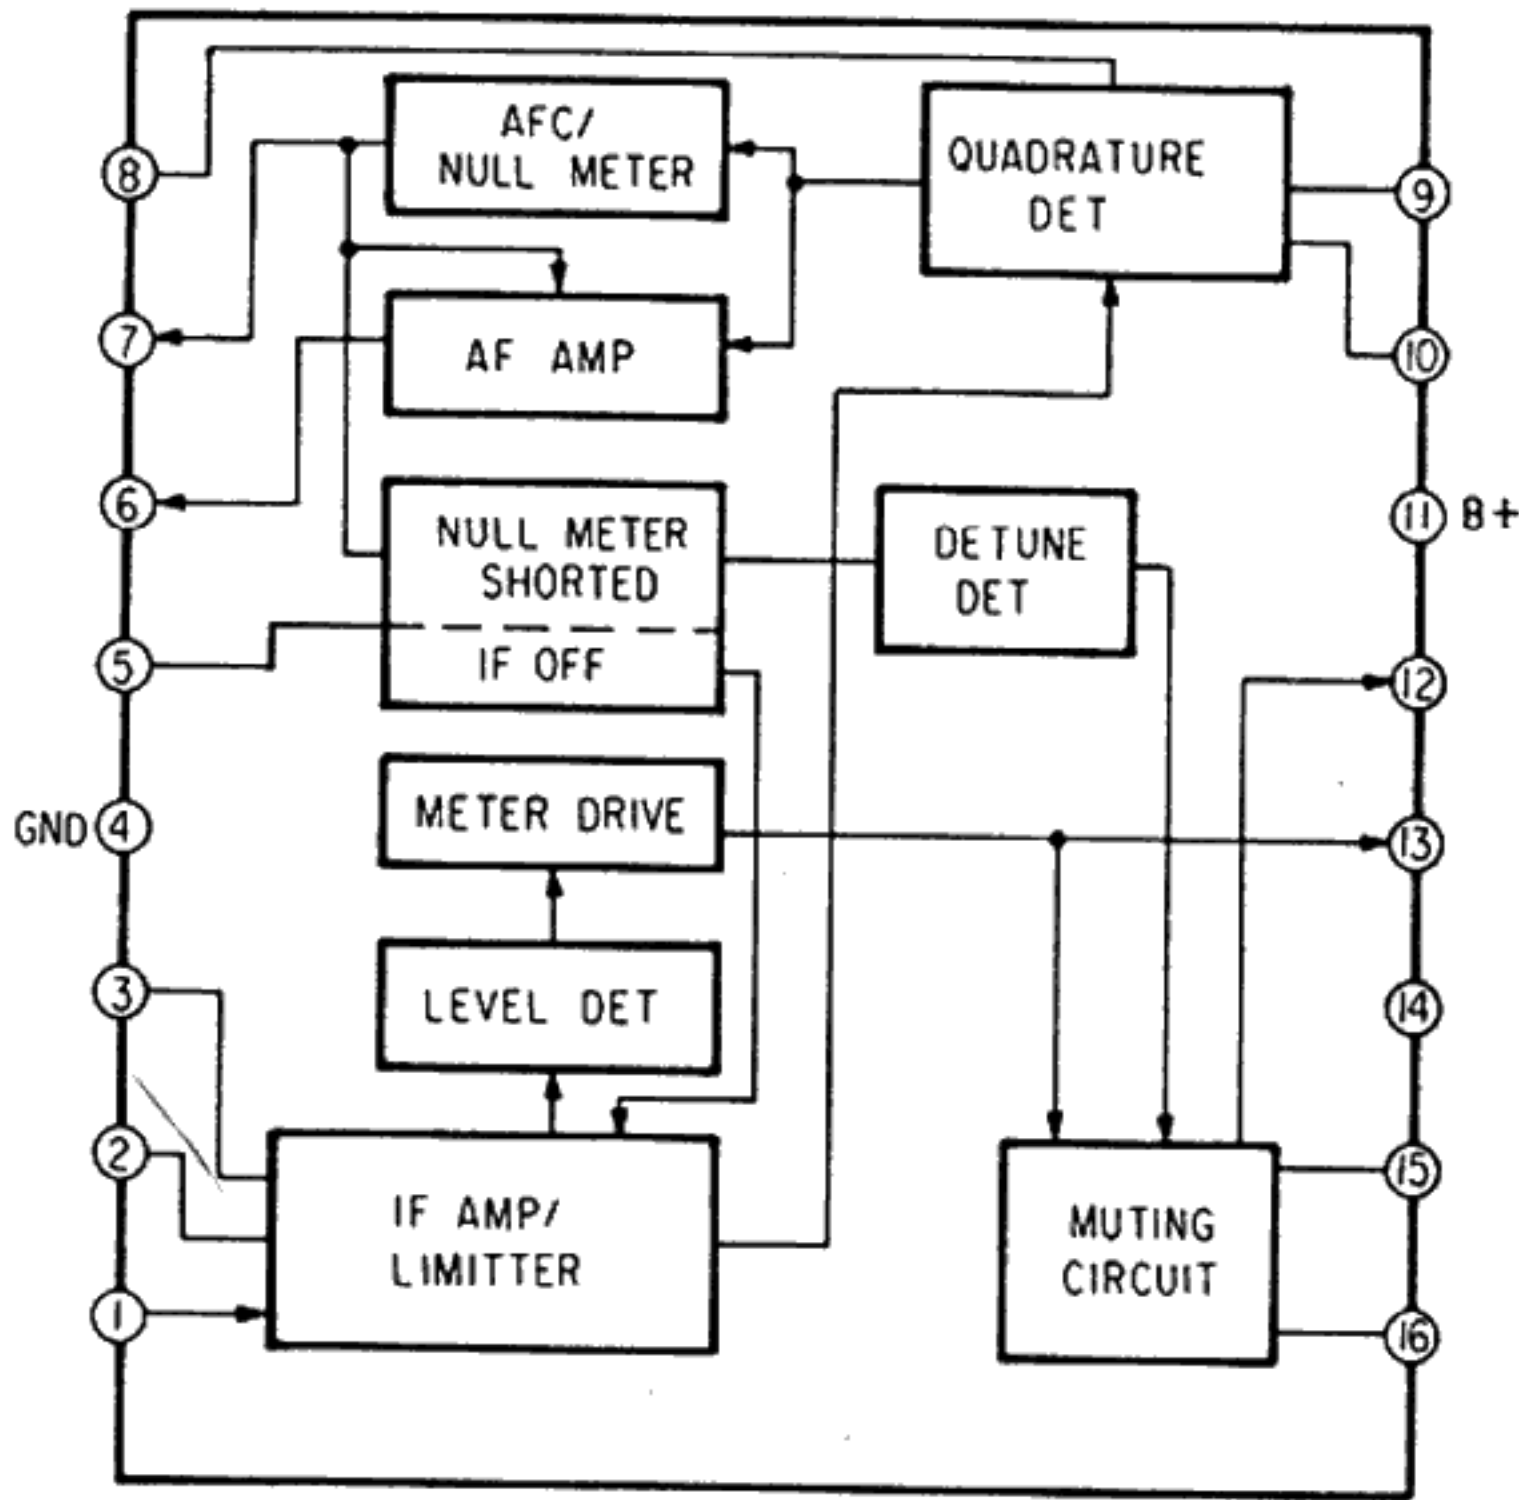 AFC/
NULL METER
QUADRATURE
DET
8
9
7
AF AMP
10
6
NULL METER
SHORTED
IF OFF
DETUNE
DET
11 B+
5
12
METER DRIVE
GND 4
13
3
LEVEL DET
14
2
15
IF AMP/
LIMITTER
MUTING
CIRCUIT
1
16